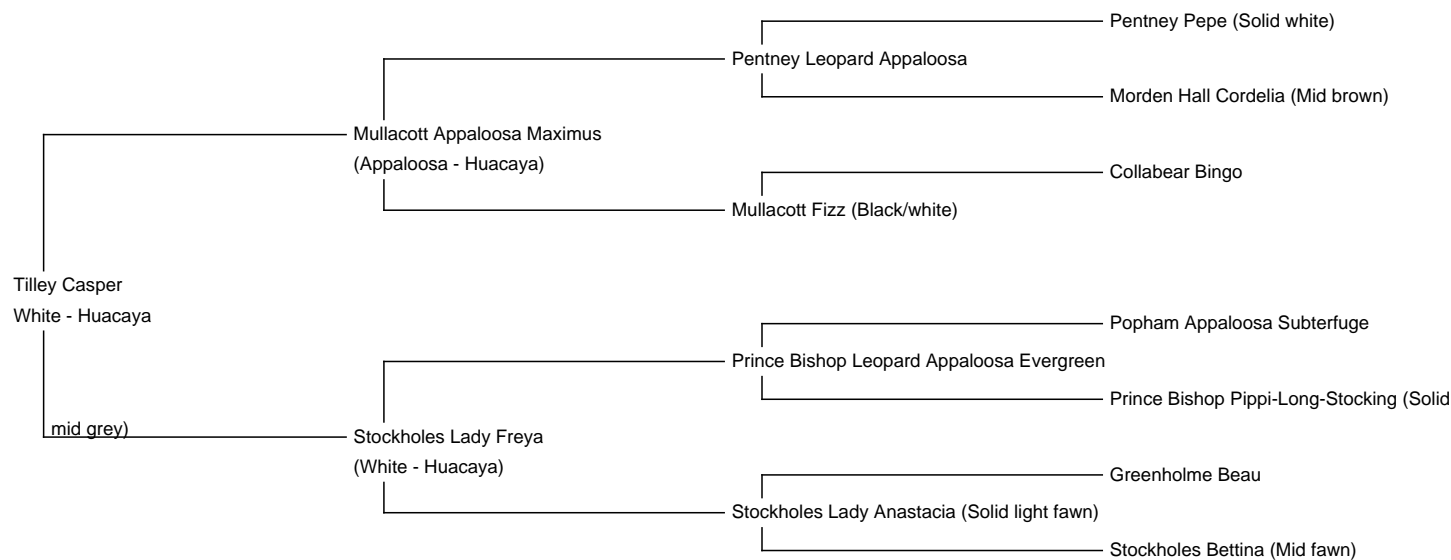 Pentney Pepe (Solid white)
Pentney Leopard Appaloosa
Morden Hall Cordelia (Mid brown)
Mullacott Appaloosa Maximus
(Appaloosa - Huacaya)
Collabear Bingo
Mullacott Fizz (Black/white)
Tilley Casper
White - Huacaya
Popham Appaloosa Subterfuge
Prince Bishop Leopard Appaloosa Evergreen
Prince Bishop Pippi-Long-Stocking (Solid
mid grey)
Stockholes Lady Freya
(White - Huacaya)
Greenholme Beau
Stockholes Lady Anastacia (Solid light fawn)
Stockholes Bettina (Mid fawn)